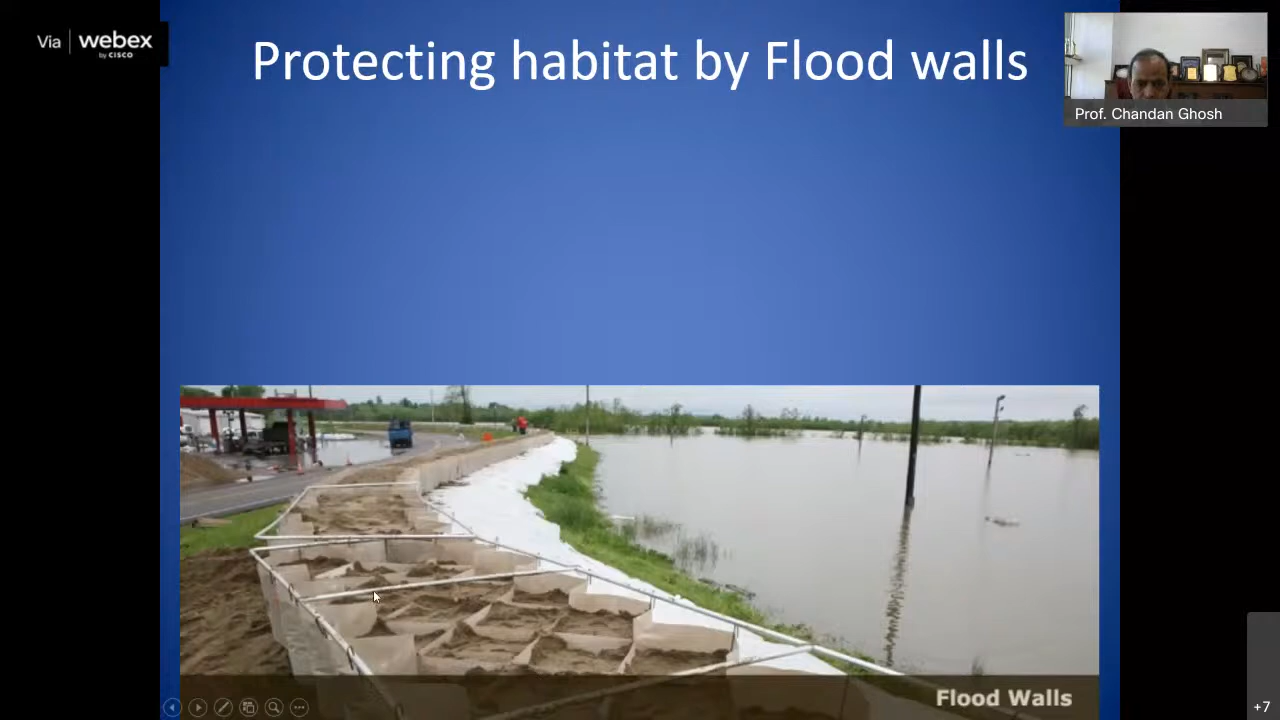 Via webex
by CISCO
Protecting habitat by Flood walls
Prof. Chandan Ghosh
Flood Walls
+7